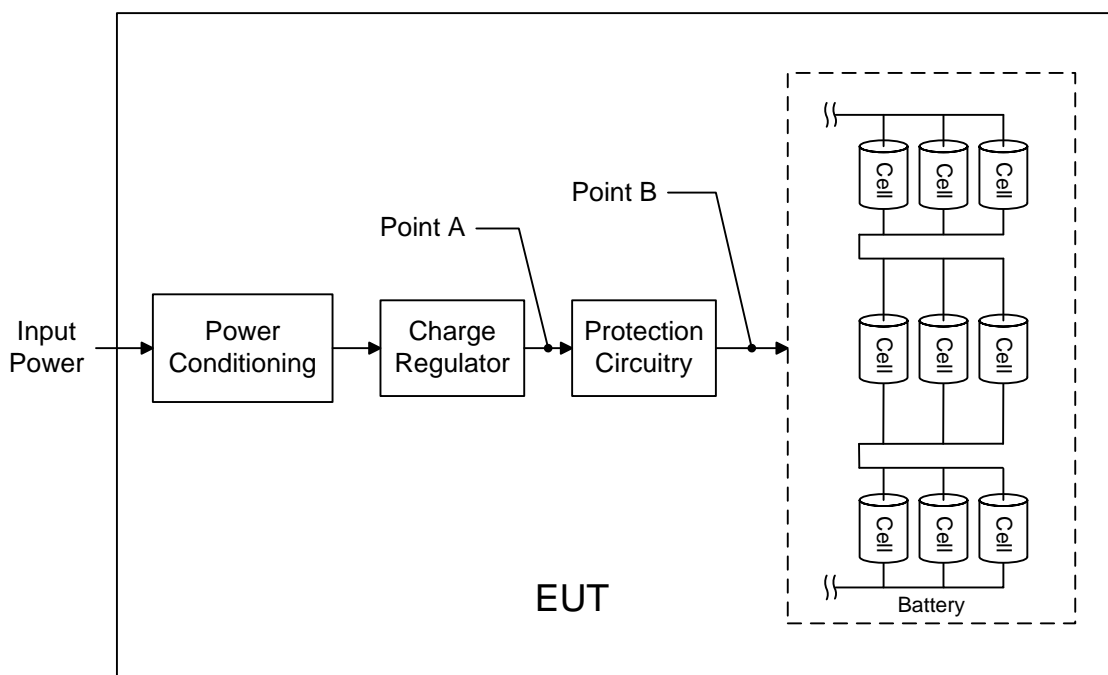 Input
Power
Power
Conditioning
Charge
Regulator
Point A
Protection
Circuitry
Point B
Cell
Cell
Cell
Cell
Cell
Cell
Cell
Cell
Cell
Battery
EUT